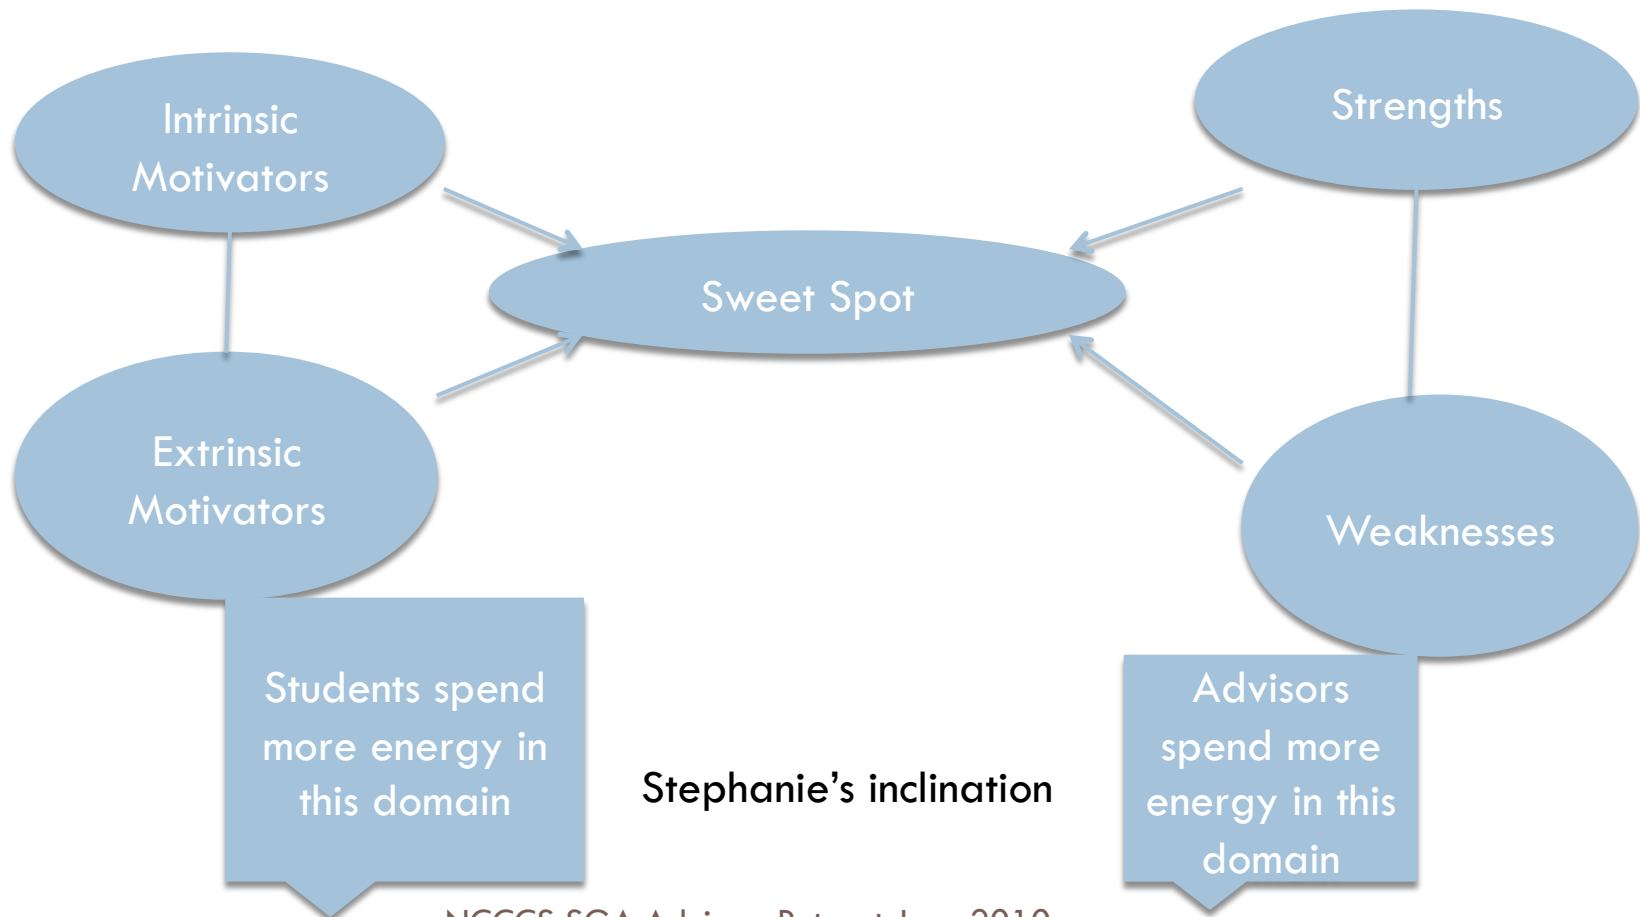 Intrinsic
Motivators
Strengths
Sweet Spot
Extrinsic
Motivators
Weaknesses
Students spend
more energy in
this domain
Stephanie's inclination
Advisors
spend more
energy in this
domain
2010